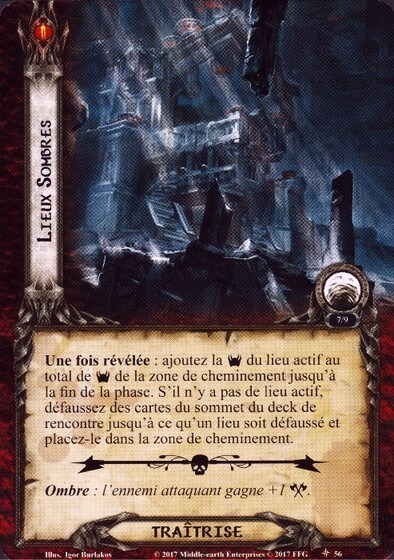 LIEUX SOMBRES
7/9
Une fois révélée : ajoutez la du lieu actif au
total de de la zone de cheminement jusqu'à
la fin de la phase. S'il n'y a pas de lieu actif,
défaussez des cartes du sommet du deck de
rencontre jusqu'à ce qu'un lieu soit défaussé et
placez-le dans la zone de cheminement.
Ombre : l'ennemi attaquant gagne +1 .
TRAÎTRISE
Illus. Igor Burlakov © 2017 Middle-earth Enterprises © 2017 FFG 56